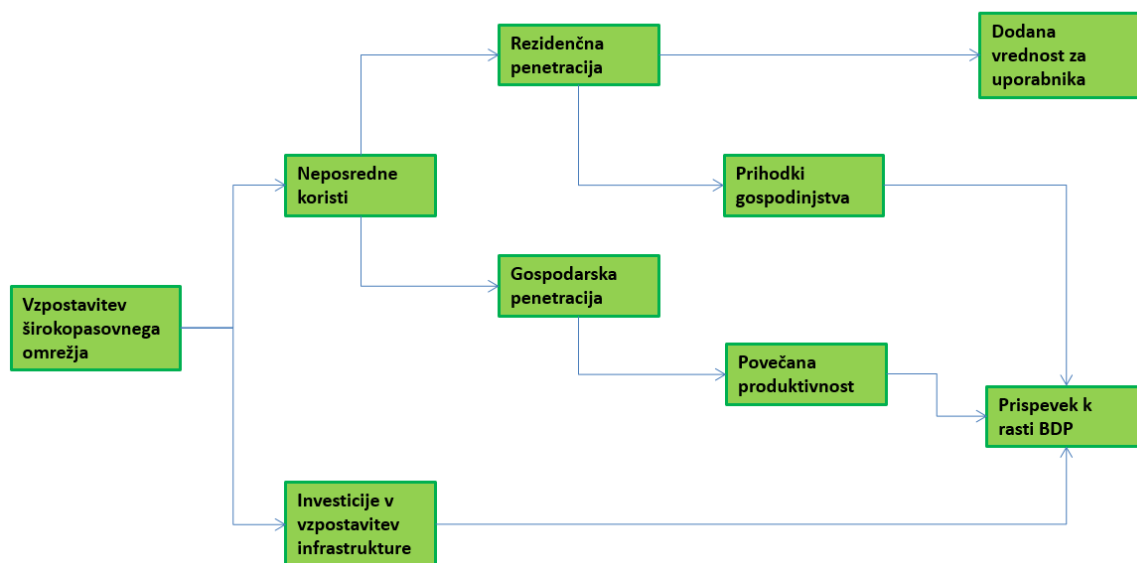 Rezidenčna
penetracija
Dodana
vrednost za
uporabnika
Neposredne
koristi
Prihodki
gospodinjstva
Gospodarska
penetracija
Vzpostavitev
širokopasovnega
omrežja
Povečana
produktivnost
Prispevek k
rasti BDP
Investicije v
vzpostavitev
infrastrukture